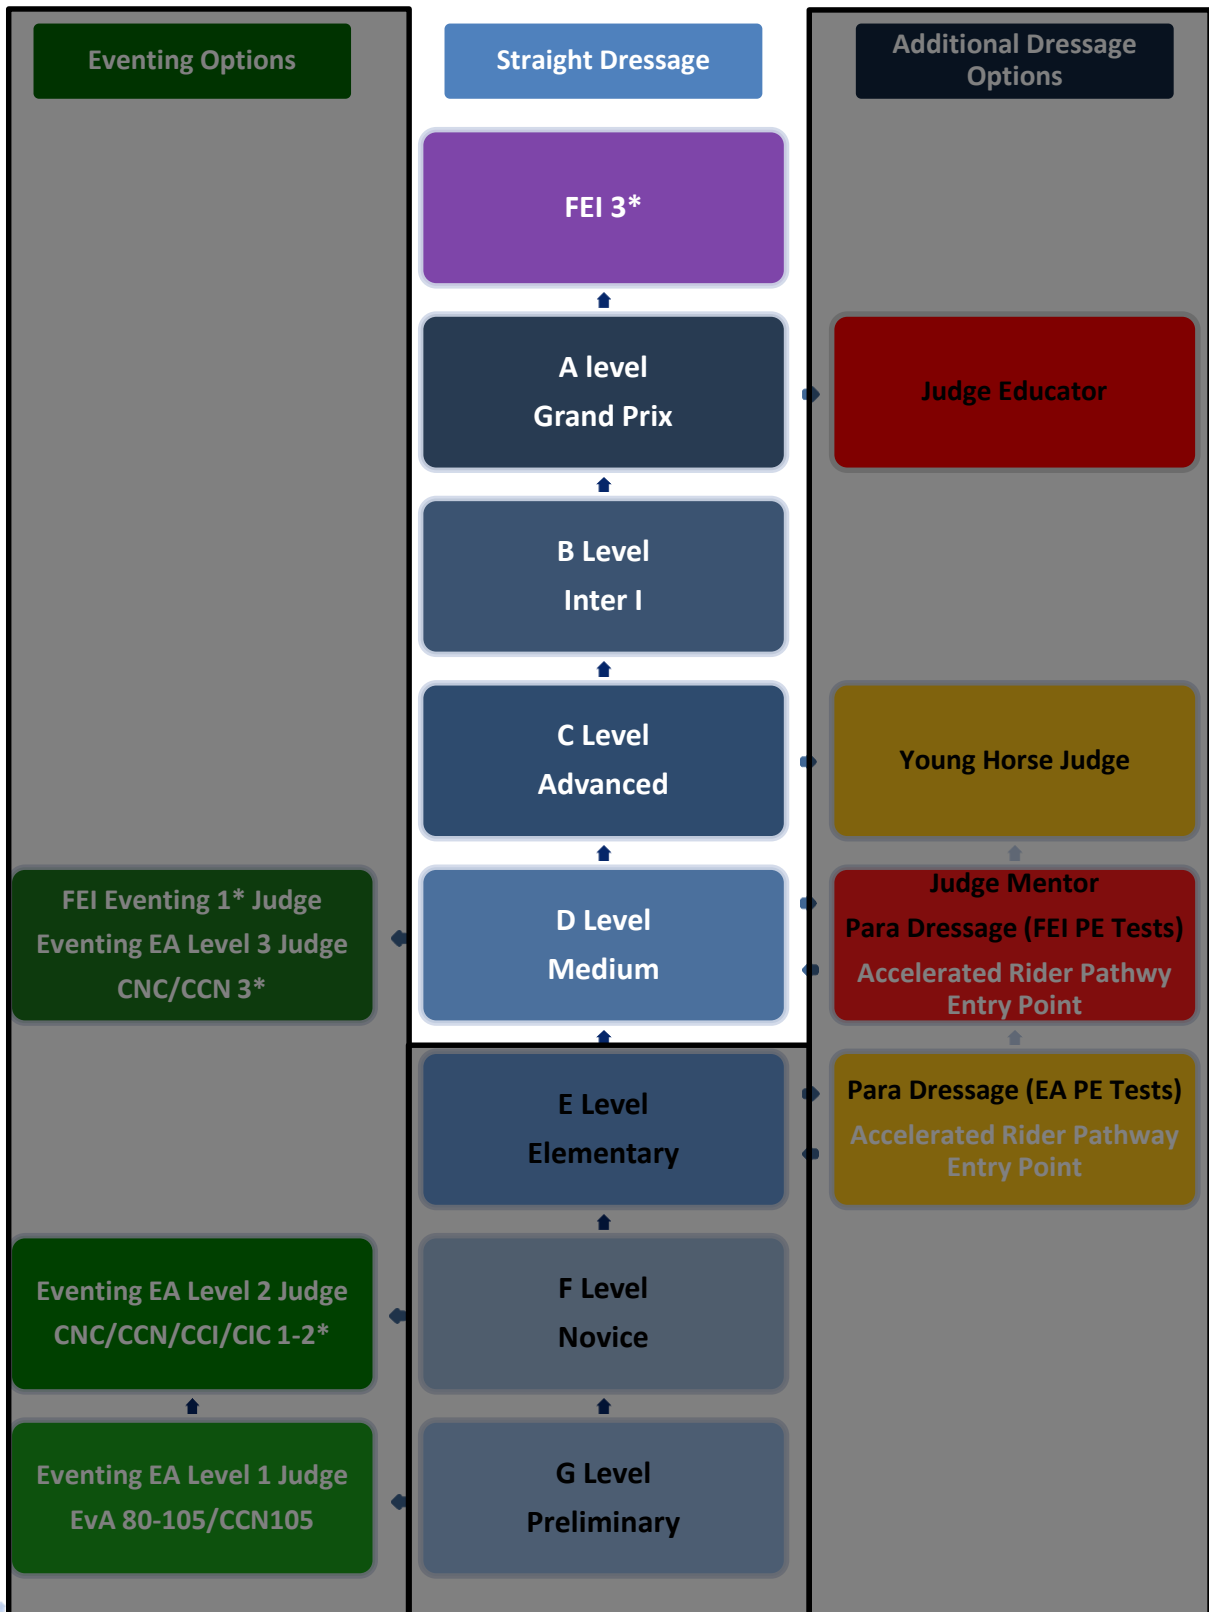 Eventing Options
Straight Dressage
Additional Dressage
Options
FEI 3*
A level
Grand Prix
Judge Educator
B Level
Inter I
C Level
Advanced
Young Horse Judge
FEI Eventing 1* Judge
Eventing EA Level 3 Judge
CNC/CCN 3*
D Level
Medium
Judge Mentor
Para Dressage (FEI PE Tests)
Accelerated Rider Pathwy
Entry Point
E Level
Elementary
Para Dressage (EA PE Tests)
Accelerated Rider Pathway
Entry Point
Eventing EA Level 2 Judge
CNC/CCN/CCI/CIC 1-2*
F Level
Novice
Eventing EA Level 1 Judge
EvA 80-105/CCN105
G Level
Preliminary